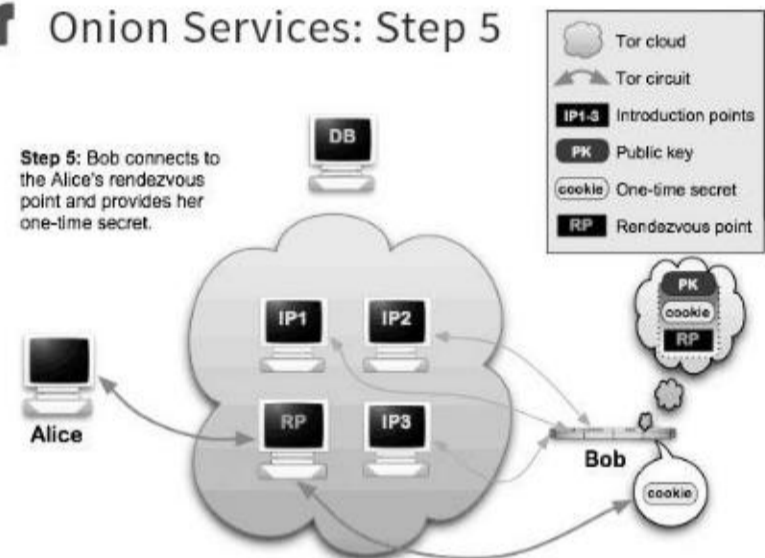 Onion Services: Step 5
Tor cloud
Tor circuit
IP1-3 Introduction points
PK Public key
cookie One-time secret
RP Rendezvous point
Step 5: Bob connects to
the Alice's rendezvous
point and provides her
one-time secret.
DB
PK
cookie
RP
IP1
IP2
RP
IP3
Alice
Bob
cookie